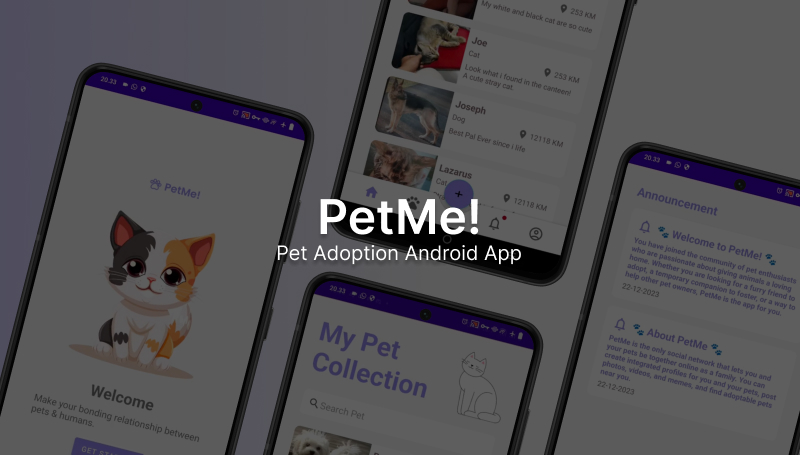 PetMe!
Pet Adoption Android App
20.33
PetMe!
Welcome
Make your bonding relationship between
pets & humans.
253 KM
My white and black cat are so cute
Joe
Cat
253 KM
Look what i found in the canteen!
A cute stray cat.
Joseph
Dog
12118 KM
Best Pal Ever since i life
Lazarus
Cat
12118 KM
20.33
My Pet
Collection
Search Pet
20.33
Announcement
🐾 Welcome to PetMe! 🐾
You have joined the community of pet enthusiasts
who are passionate about giving animals a loving
home. Whether you are looking for a furry friend to
adopt, a temporary companion to foster, or a way to
help other pet owners, PetMe is the app for you.
22-12-2023
🐾 About PetMe 🐾
PetMe is the only social network that lets you and
your pets be together online as a family. You can
create integrated profiles for you and your pets, post
photos, videos, and memes, and find adoptable pets
near you.
22-12-2023